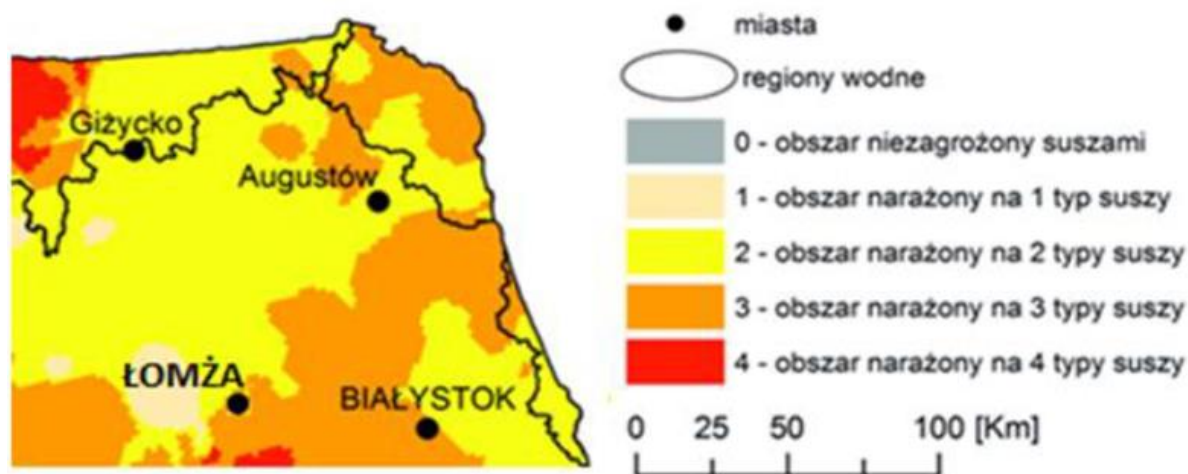 Giżycko
Augustów
ŁOMŻA
BIAŁYSTOK
miasta
regiony wodne
0 - obszar niezagrożony suszami
1 - obszar narażony na 1 typ suszy
2 - obszar narażony na 2 typy suszy
3 - obszar narażony na 3 typy suszy
4 - obszar narażony na 4 typy suszy
0 25 50 100 [Km]